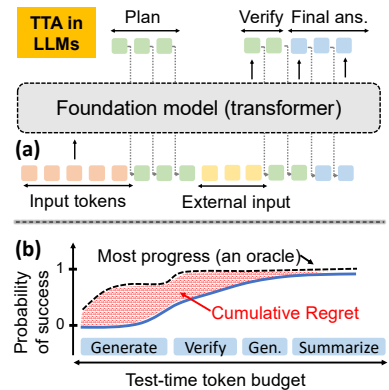 TTA in
LLMs
Plan
Verify
Final ans.
Foundation model (transformer)
(a)
Input tokens
External input
(b)
Most progress (an oracle)
1
Probability
of success
Cumulative Regret
0
Generate
Verify
Gen.
Summarize
Test-time token budget